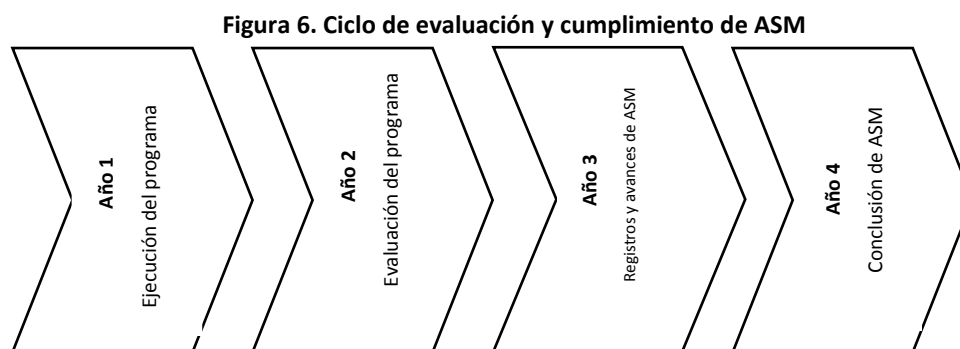 Figura 6. Ciclo de evaluación y cumplimiento de ASM
Año 1
Ejecución del programa
Año 2
Evaluación del programa
Año 3
Registros y avances de ASM
Año 4
Conclusión de ASM